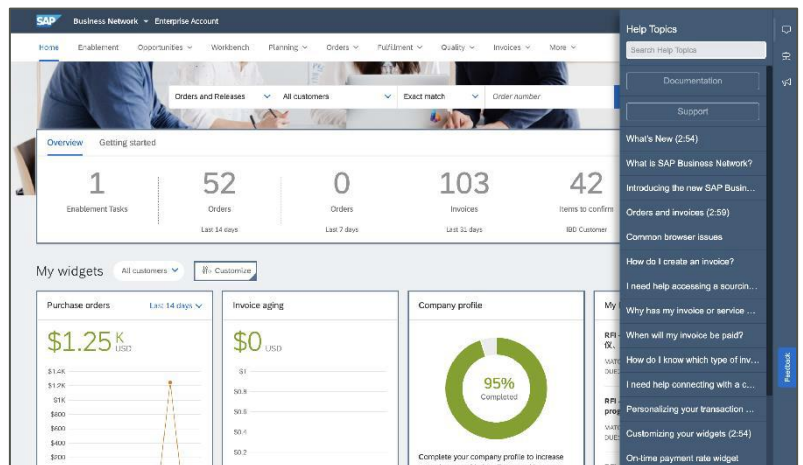 SAP Business Network Enterprise Account
Home Enablement Opportunities Workbench Planning Orders Fulfilment Quality Invoices More
Orders and Releases All customers Exact match Order number
Overview Getting started
1 52 0 103 42
Enablement Tasks Orders Orders Invoices Items to confirm
Last 14 days Last 7 days Last 31 days IBD Customer
My widgets All customers Customize
Purchase orders Last 14 days
$1.25 K USD
$1.4K
$1.2K
$1K
$800
$600
$400
$200
Invoice aging
$0 USD
$1
$0.8
$0.6
$0.4
$0.2
Company profile
95%
Completed
Complete your company profile to increase
My
RFI
仪、
RFI
Help Topics
Search Help Topics
Documentation
Support
What's New (2:54)
What is SAP Business Network?
Introducing the new SAP Busin...
Orders and invoices (2:59)
Common browser issues
How do I create an invoice?
I need help accessing a sourcin...
Why has my invoice or service ...
When will my invoice be paid?
How do I know which type of inv...
I need help connecting with a c...
Personalizing your transaction ...
Customizing your widgets (2:54)
On-time payment rate widget
Feedback